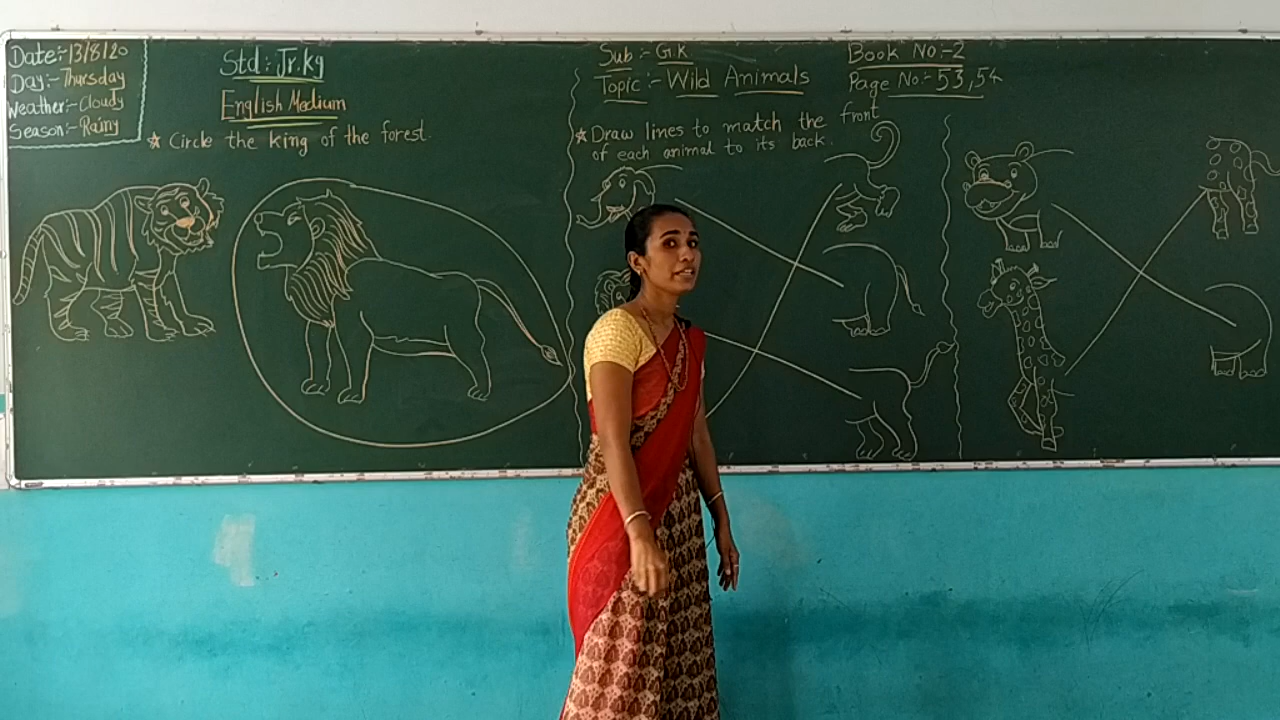 Date:-13/8/20
Day:-Thursday
Weather:-Cloudy
Season:-Rainy
Std:-Jr.kg
English Medium
* Circle the king of the forest.
Sub:-G.K
Topic:-Wild Animals
Book No:-2
Page No:-53,54
* Draw lines to match the front
of each animal to its back.